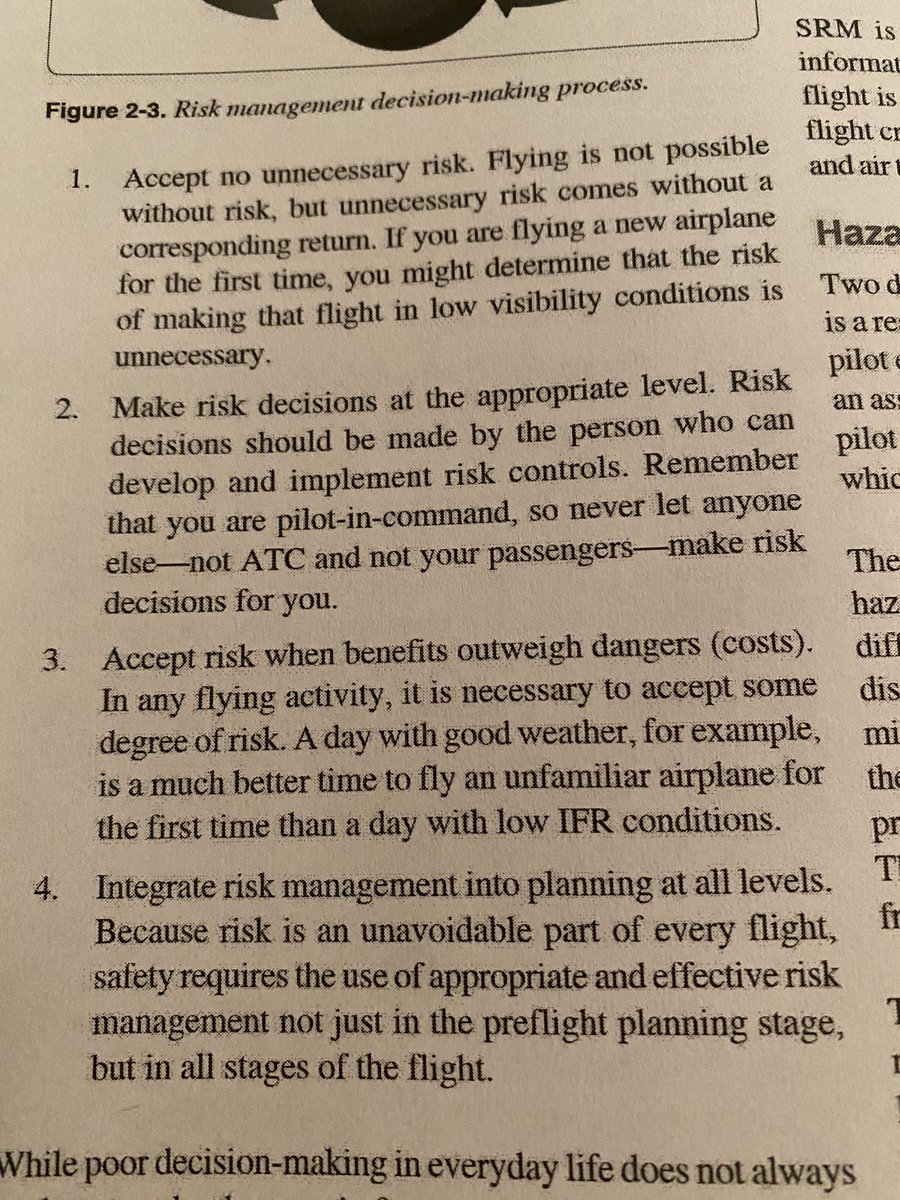 Figure 2-3. Risk management decision-making process.
1. Accept no unnecessary risk. Flying is not possible
without risk, but unnecessary risk comes without a
corresponding return. If you are flying a new airplane
for the first time, you might determine that the risk
of making that flight in low visibility conditions is
unnecessary.
2. Make risk decisions at the appropriate level. Risk
decisions should be made by the person who can
develop and implement risk controls. Remember
that you are pilot-in-command, so never let anyone
else—not ATC and not your passengers—make risk
decisions for you.
3. Accept risk when benefits outweigh dangers (costs).
In any flying activity, it is necessary to accept some
degree of risk. A day with good weather, for example,
is a much better time to fly an unfamiliar airplane for
the first time than a day with low IFR conditions.
4. Integrate risk management into planning at all levels.
Because risk is an unavoidable part of every flight,
safety requires the use of appropriate and effective risk
management not just in the preflight planning stage,
but in all stages of the flight.
While poor decision-making in everyday life does not always
SRM is
informat
flight is
flight cr
and air t
Haza
Two d
is a re
pilot e
an as
pilot
whic
The
haz
diff
dis
mi
the
pr